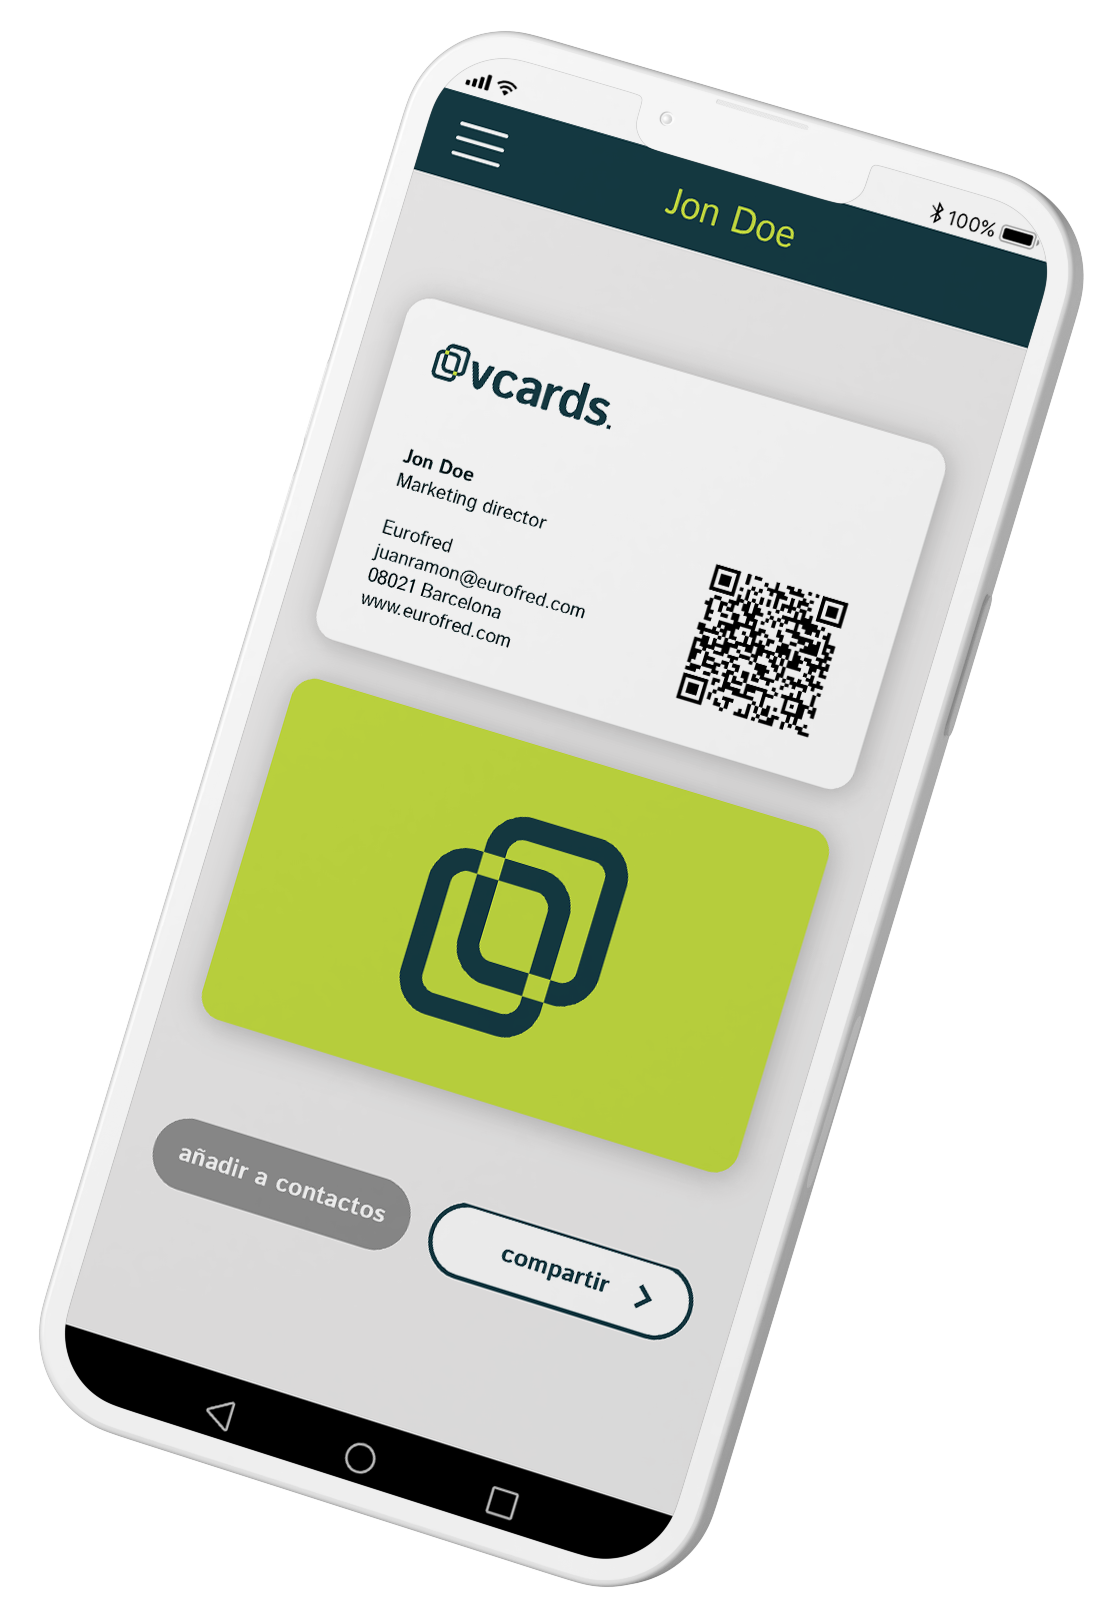 100%
Jon Doe
vcards.
Jon Doe
Marketing director
Eurofred
juanramon@eurofred.com
08021 Barcelona
www.eurofred.com
añadir a contactos
compartir